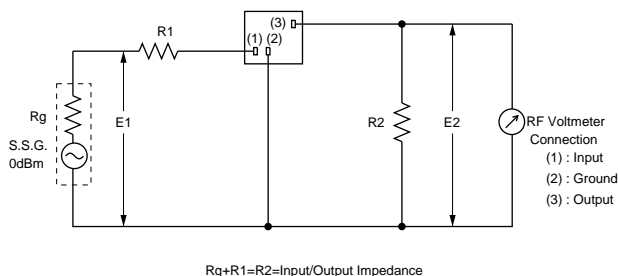 (3)
R1
(1) (2)
Rg
E1
R2
E2
RF Voltmeter
S.S.G.
Connection
0dBm
(1) : Input
(2) : Ground
(3) : Output
Rg+R1=R2=Input/Output Impedance